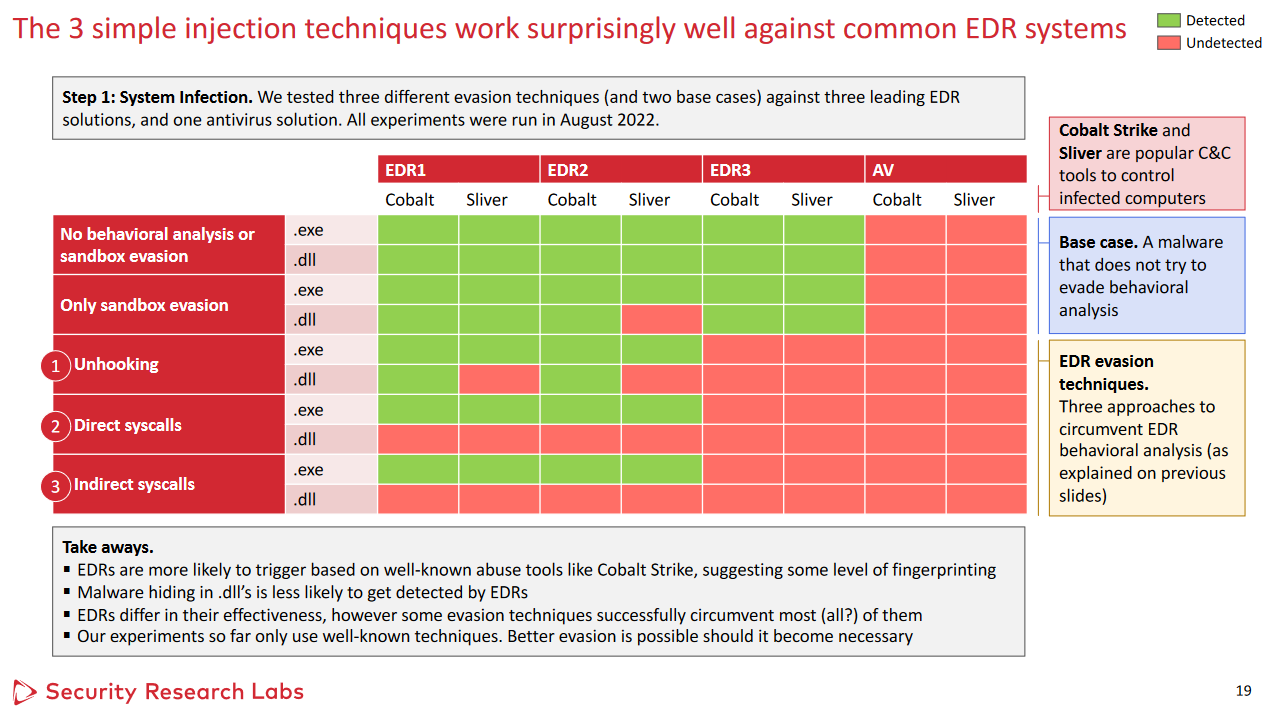 The 3 simple injection techniques work surprisingly well against common EDR systems
Detected
Undetected
Step 1: System Infection. We tested three different evasion techniques (and two base cases) against three leading EDR
solutions, and one antivirus solution. All experiments were run in August 2022.
EDR1 EDR2 EDR3 AV
Cobalt Sliver Cobalt Sliver Cobalt Sliver Cobalt Sliver
No behavioral analysis or
sandbox evasion
.exe
.dll
Only sandbox evasion
.exe
.dll
1 Unhooking
.exe
.dll
2 Direct syscalls
.exe
.dll
3 Indirect syscalls
.exe
.dll
Cobalt Strike and
Sliver are popular C&C
tools to control
infected computers
Base case. A malware
that does not try to
evade behavioral
analysis
EDR evasion
techniques.
Three approaches to
circumvent EDR
behavioral analysis (as
explained on previous
slides)
Take aways.
▪ EDRs are more likely to trigger based on well-known abuse tools like Cobalt Strike, suggesting some level of fingerprinting
▪ Malware hiding in .dll’s is less likely to get detected by EDRs
▪ EDRs differ in their effectiveness, however some evasion techniques successfully circumvent most (all?) of them
▪ Our experiments so far only use well-known techniques. Better evasion is possible should it become necessary
Security Research Labs
19